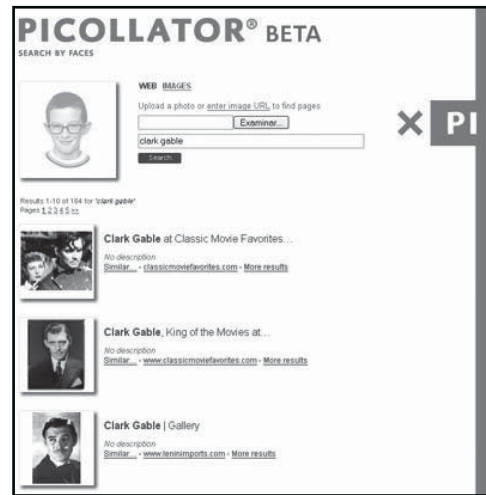 PICOLLATOR® BETA
SEARCH BY FACES
WEB IMAGES
Upload a photo or enter image URL to find pages
Examinar...
clark gable
Search
PI
Results 1-10 of 164 for "clark gable"
Pages 1 2 3 4 5 >>
Clark Gable at Classic Movie Favorites...
No description
Similar... - classicmoviefavorites.com - More results
Clark Gable, King of the Movies at...
No description
Similar... - www.classicmoviefavorites.com - More results
Clark Gable | Gallery
No description
Similar... - www.leninimports.com - More results